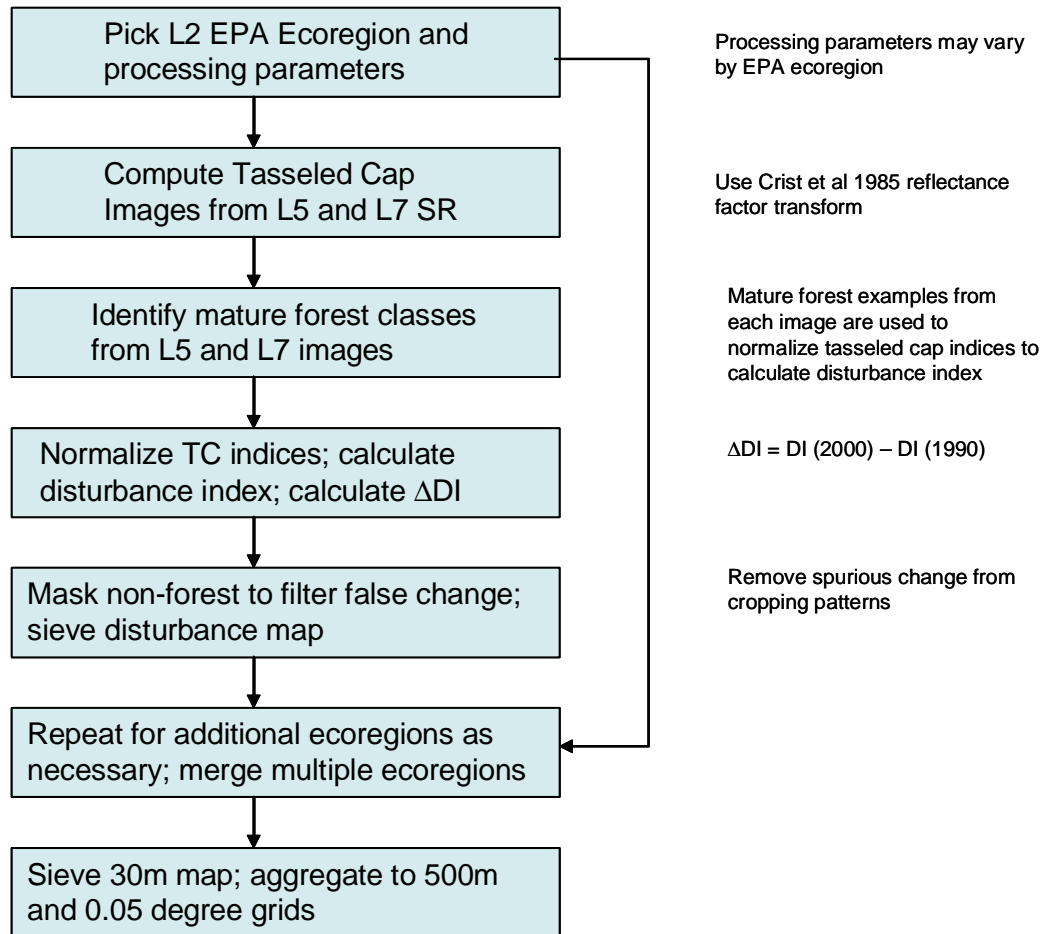 Pick L2 EPA Ecoregion and
processing parameters
Processing parameters may vary
by EPA ecoregion
Compute Tasseled Cap
Images from L5 and L7 SR
Use Crist et al 1985 reflectance
factor transform
Identify mature forest classes
from L5 and L7 images
Mature forest examples from
each image are used to
normalize tasseled cap indices to
calculate disturbance index
Normalize TC indices; calculate
disturbance index; calculate ΔDI
ΔDI = DI (2000) – DI (1990)
Mask non-forest to filter false change;
sieve disturbance map
Remove spurious change from
cropping patterns
Repeat for additional ecoregions as
necessary; merge multiple ecoregions
Sieve 30m map; aggregate to 500m
and 0.05 degree grids